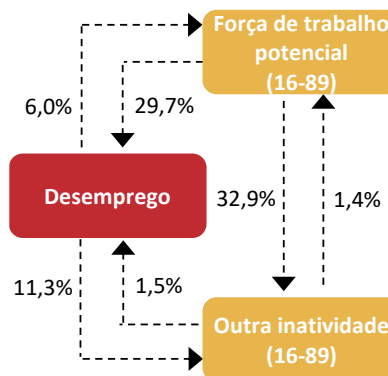 Força de trabalho
potencial
(16-89)
6,0%
29,7%
Desemprego
32,9%
1,4%
11,3%
1,5%
Outra inatividade
(16-89)